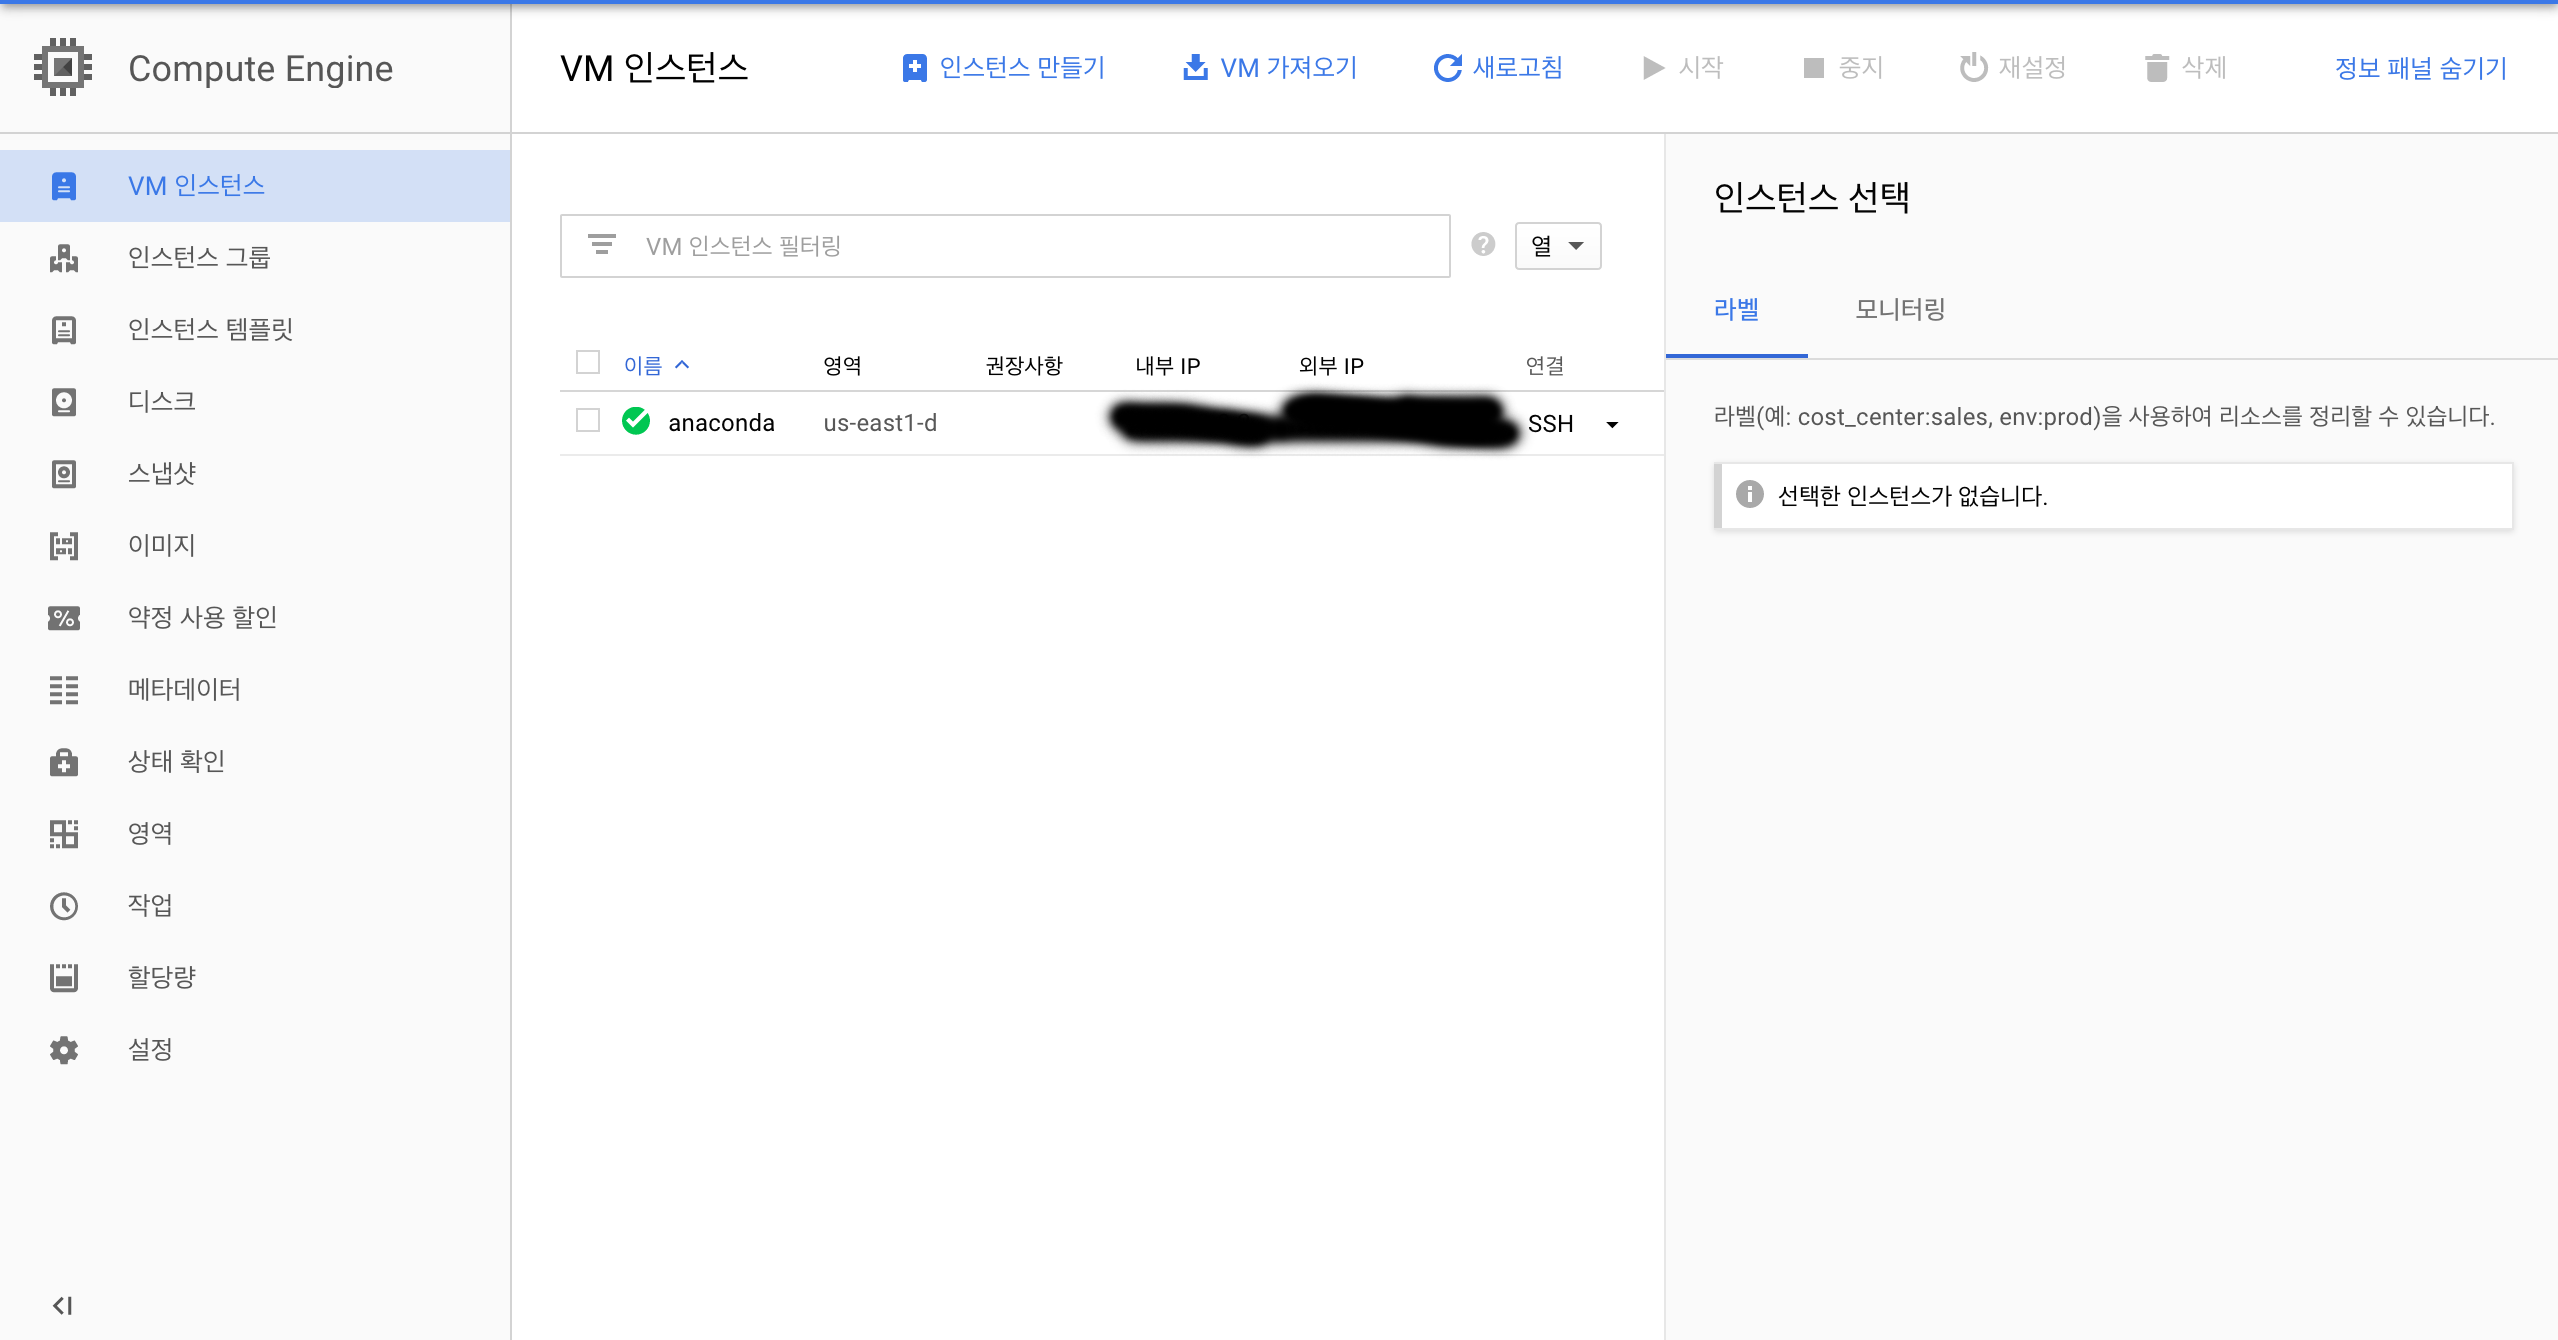 Compute Engine
VM 인스턴스
인스턴스 만들기
VM 가져오기
새로고침
시작
중지
재설정
삭제
정보 패널 숨기기
VM 인스턴스
인스턴스 그룹
인스턴스 템플릿
디스크
스냅샷
이미지
약정 사용 할인
메타데이터
상태 확인
영역
작업
할당량
설정
VM 인스턴스 필터링
열
이름 영역 권장사항 내부 IP 외부 IP 연결
anaconda us-east1-d SSH
인스턴스 선택
라벨 모니터링
라벨(예: cost_center:sales, env:prod)을 사용하여 리소스를 정리할 수 있습니다.
선택한 인스턴스가 없습니다.